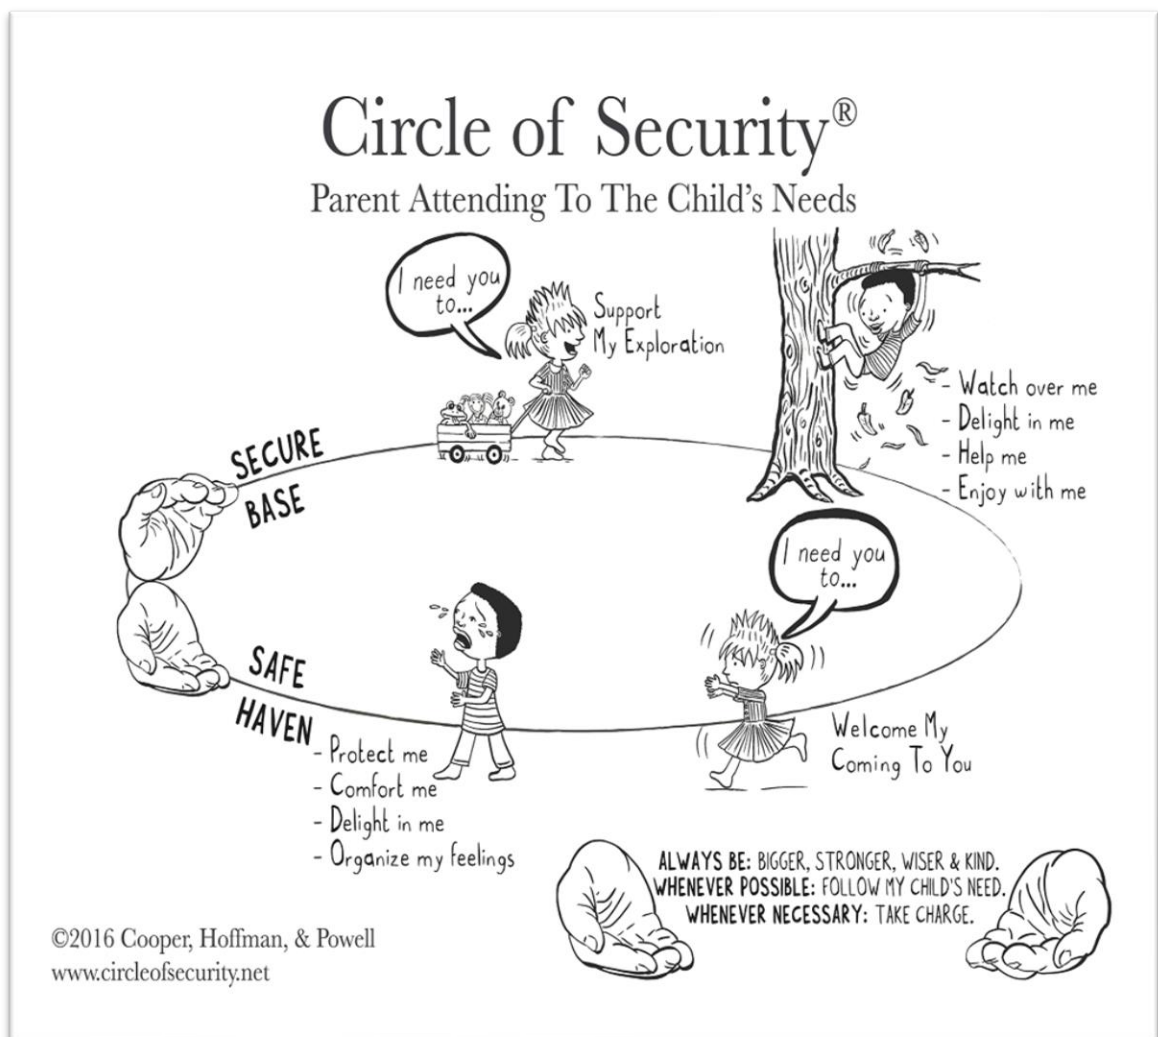 Circle of Security®
Parent Attending To The Child's Needs
I need you
to...
Support
My Exploration
- Watch over me
- Delight in me
- Help me
- Enjoy with me
SECURE
BASE
I need you
to...
SAFE
HAVEN
- Protect me
- Comfort me
- Delight in me
- Organize my feelings
Welcome My
Coming To You
ALWAYS BE: BIGGER, STRONGER, WISER & KIND.
WHENEVER POSSIBLE: FOLLOW MY CHILD'S NEED.
WHENEVER NECESSARY: TAKE CHARGE.
©2016 Cooper, Hoffman, & Powell
www.circleofsecurity.net